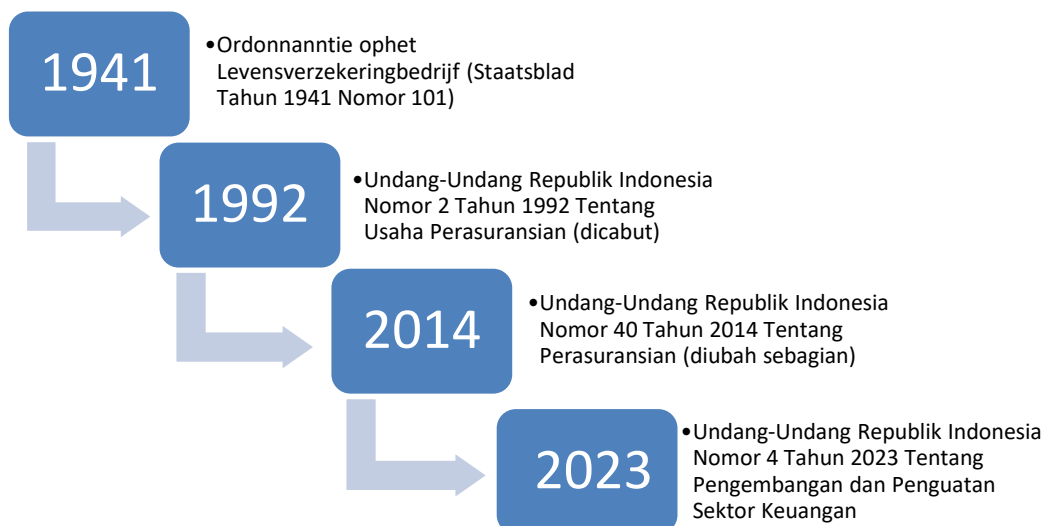 1941
•Ordonnanntie ophet
Levensverzekeringbedrijf (Staatsblad
Tahun 1941 Nomor 101)
1992
•Undang-Undang Republik Indonesia
Nomor 2 Tahun 1992 Tentang
Usaha Perasuransian (dicabut)
2014
•Undang-Undang Republik Indonesia
Nomor 40 Tahun 2014 Tentang
Perasuransian (diubah sebagian)
2023
•Undang-Undang Republik Indonesia
Nomor 4 Tahun 2023 Tentang
Pengembangan dan Penguatan
Sektor Keuangan